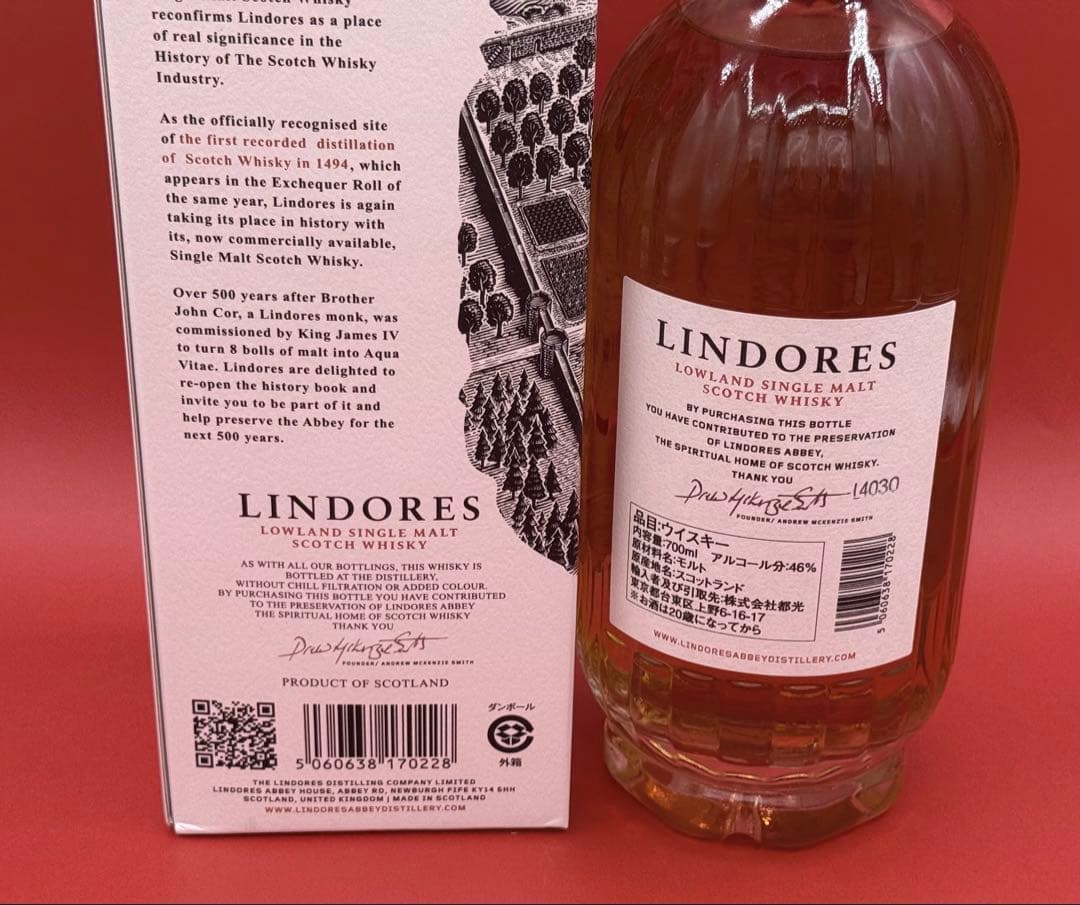 Scotch Whisky
reconfirms Lindores as a place
of real significance in the
History of The Scotch Whisky
Industry.
As the officially recognised site
of the first recorded distillation
of Scotch Whisky in 1494, which
appears in the Exchequer Roll of
the same year, Lindores is again
taking its place in history with
its, now commercially available,
Single Malt Scotch Whisky.
Over 500 years after Brother
John Cor, a Lindores monk, was
commissioned by King James IV
to turn 8 bolls of malt into Aqua
Vitae. Lindores are delighted to
re-open the history book and
invite you to be part of it and
help preserve the Abbey for the
next 500 years.
LINDORES
LOWLAND SINGLE MALT
SCOTCH WHISKY
AS WITH ALL OUR BOTTLINGS, THIS WHISKY IS
BOTTLED AT THE DISTILLERY,
WITHOUT CHILL FILTRATION OR ADDED COLOUR.
BY PURCHASING THIS BOTTLE YOU HAVE CONTRIBUTED
TO THE PRESERVATION OF LINDORES ABBEY
THE SPIRITUAL HOME OF SCOTCH WHISKY
THANK YOU
FOUNDER/ ANDREW MCKENZIE SMITH
PRODUCT OF SCOTLAND
5 060638 170228
ダンボール
外箱
THE LINDORES DISTILLING COMPANY LIMITED
LINDORES ABBEY HOUSE, ABBEY RD, NEWBURGH FIFE KY14 6HH
SCOTLAND, UNITED KINGDOM | MADE IN SCOTLAND
WWW.LINDORESABBEYDISTILLERY.COM
LINDORES
LOWLAND SINGLE MALT
SCOTCH WHISKY
BY PURCHASING THIS BOTTLE
YOU HAVE CONTRIBUTED TO THE PRESERVATION
OF LINDORES ABBEY,
THE SPIRITUAL HOME OF SCOTCH WHISKY.
THANK YOU
14030
FOUNDER/ ANDREW MCKENZIE SMITH
品目:ウイスキー
内容量:700ml アルコール分:46%
原材料名:モルト
原産地名:スコットランド
輸入者及び引取先:株式会社都光
東京都台東区上野6-16-17
※お酒は20歳になってから
5 060638 170228
WWW.LINDORESABBEYDISTILLERY.COM